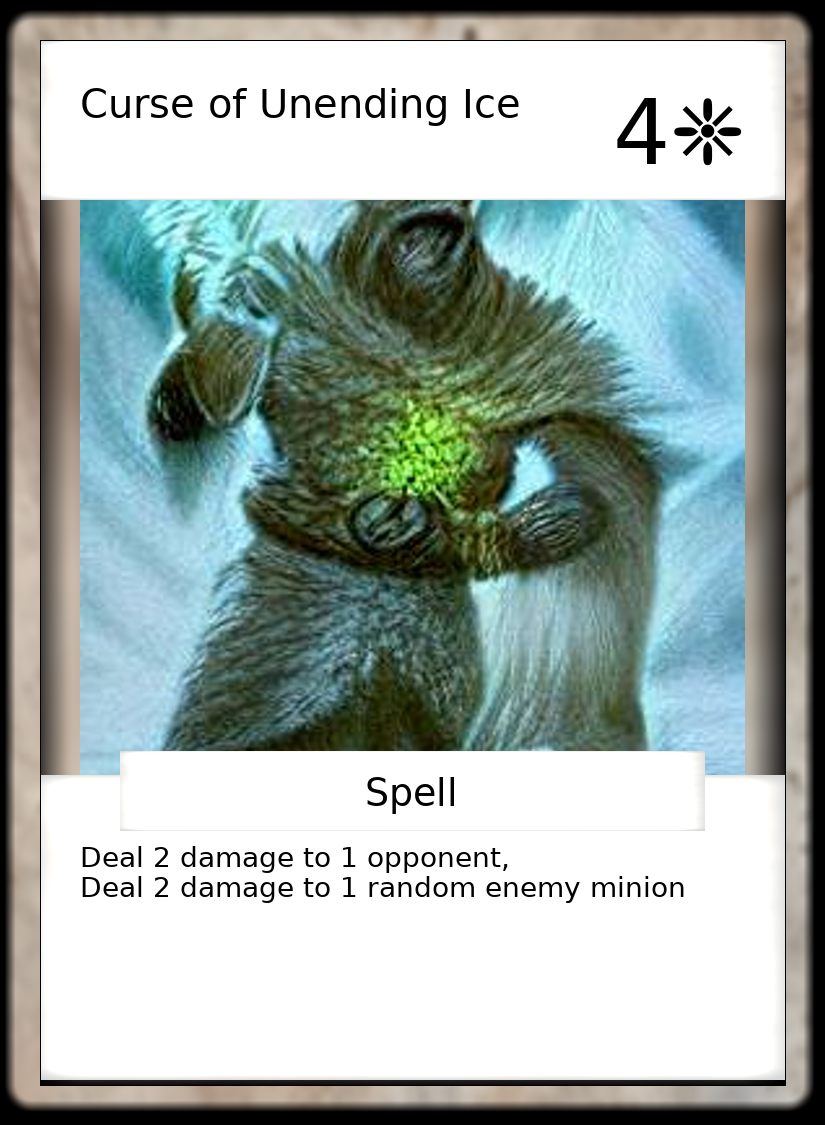 Curse of Unending Ice
4❊
Spell
Deal 2 damage to 1 opponent,
Deal 2 damage to 1 random enemy minion